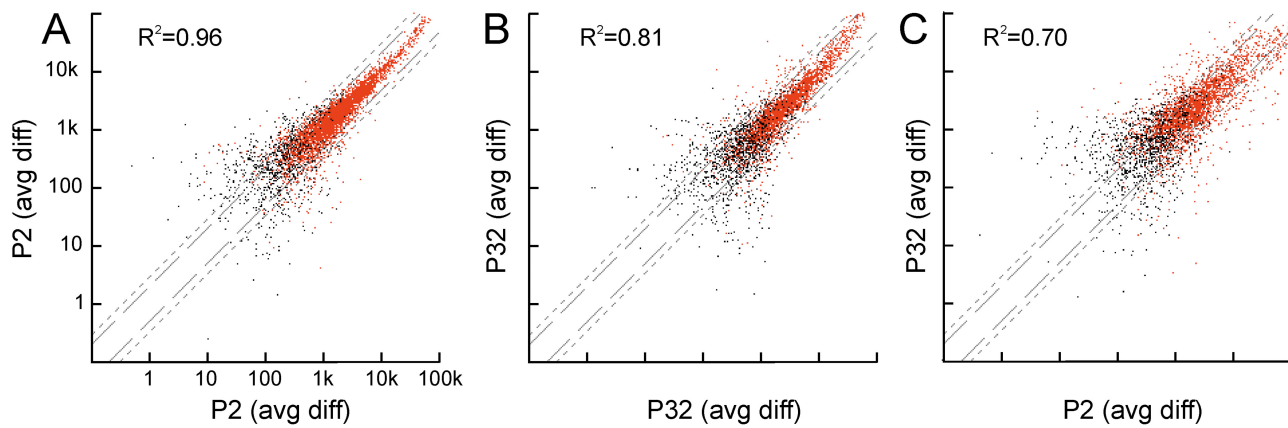 A
R²=0.96
P2 (avg diff)
10k
1k
100
10
1
1 10 100 1k 10k 100k
P2 (avg diff)
B
R²=0.81
P32 (avg diff)
P32 (avg diff)
C
R²=0.70
P32 (avg diff)
P2 (avg diff)